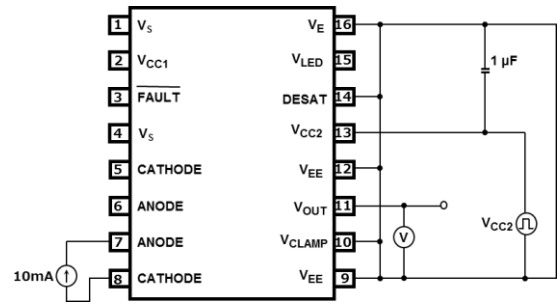 1 V_S V_E 16
2 V_CC1 V_LED 15
3 FAULT DESAT 14
4 V_S V_CC2 13
5 CATHODE V_EE 12
6 ANODE V_OUT 11
7 ANODE V_CLAMP 10
8 CATHODE V_EE 9
1 µF
V_CC2
V
10mA